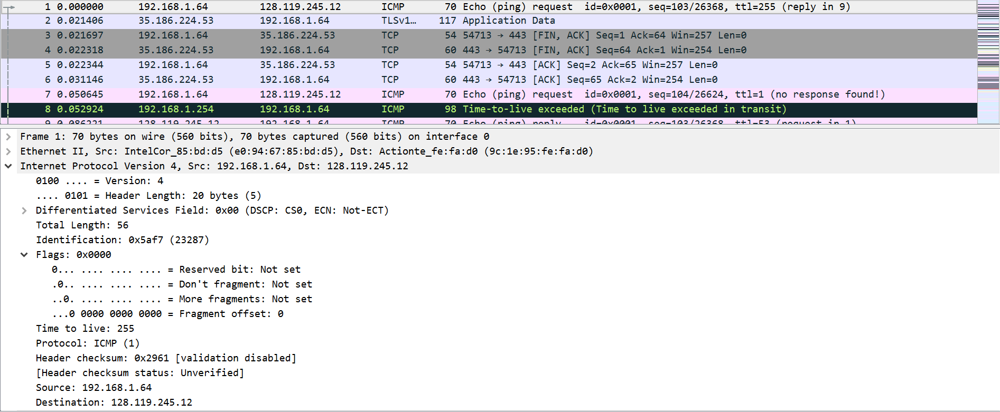 1 0.000000 192.168.1.64 128.119.245.12 ICMP 70 Echo (ping) request id=0x0001, seq=103/26368, ttl=255 (reply in 9)
2 0.021406 35.186.224.53 192.168.1.64 TLSv1… 117 Application Data
3 0.021697 192.168.1.64 35.186.224.53 TCP 54 54713 → 443 [FIN, ACK] Seq=1 Ack=64 Win=257 Len=0
4 0.022318 35.186.224.53 192.168.1.64 TCP 60 443 → 54713 [FIN, ACK] Seq=64 Ack=1 Win=254 Len=0
5 0.022344 192.168.1.64 35.186.224.53 TCP 54 54713 → 443 [ACK] Seq=2 Ack=65 Win=257 Len=0
6 0.031146 35.186.224.53 192.168.1.64 TCP 60 443 → 54713 [ACK] Seq=65 Ack=2 Win=254 Len=0
7 0.050645 192.168.1.64 128.119.245.12 ICMP 70 Echo (ping) request id=0x0001, seq=104/26624, ttl=1 (no response found!)
8 0.052924 192.168.1.254 192.168.1.64 ICMP 98 Time-to-live exceeded (Time to live exceeded in transit)
9 0.086221 128.119.245.12 192.168.1.64 ICMP 70 Echo (ping) reply id=0x0001, seq=103/26368, ttl=53 (request in 1)
Frame 1: 70 bytes on wire (560 bits), 70 bytes captured (560 bits) on interface 0
Ethernet II, Src: IntelCor_85:bd:d5 (e0:94:67:85:bd:d5), Dst: Actionte_fe:fa:d0 (9c:1e:95:fe:fa:d0)
Internet Protocol Version 4, Src: 192.168.1.64, Dst: 128.119.245.12
0100 .... = Version: 4
.... 0101 = Header Length: 20 bytes (5)
Differentiated Services Field: 0x00 (DSCP: CS0, ECN: Not-ECT)
Total Length: 56
Identification: 0x5af7 (23287)
Flags: 0x0000
0... .... .... .... = Reserved bit: Not set
.0.. .... .... .... = Don't fragment: Not set
..0. .... .... .... = More fragments: Not set
...0 0000 0000 0000 = Fragment offset: 0
Time to live: 255
Protocol: ICMP (1)
Header checksum: 0x2961 [validation disabled]
[Header checksum status: Unverified]
Source: 192.168.1.64
Destination: 128.119.245.12